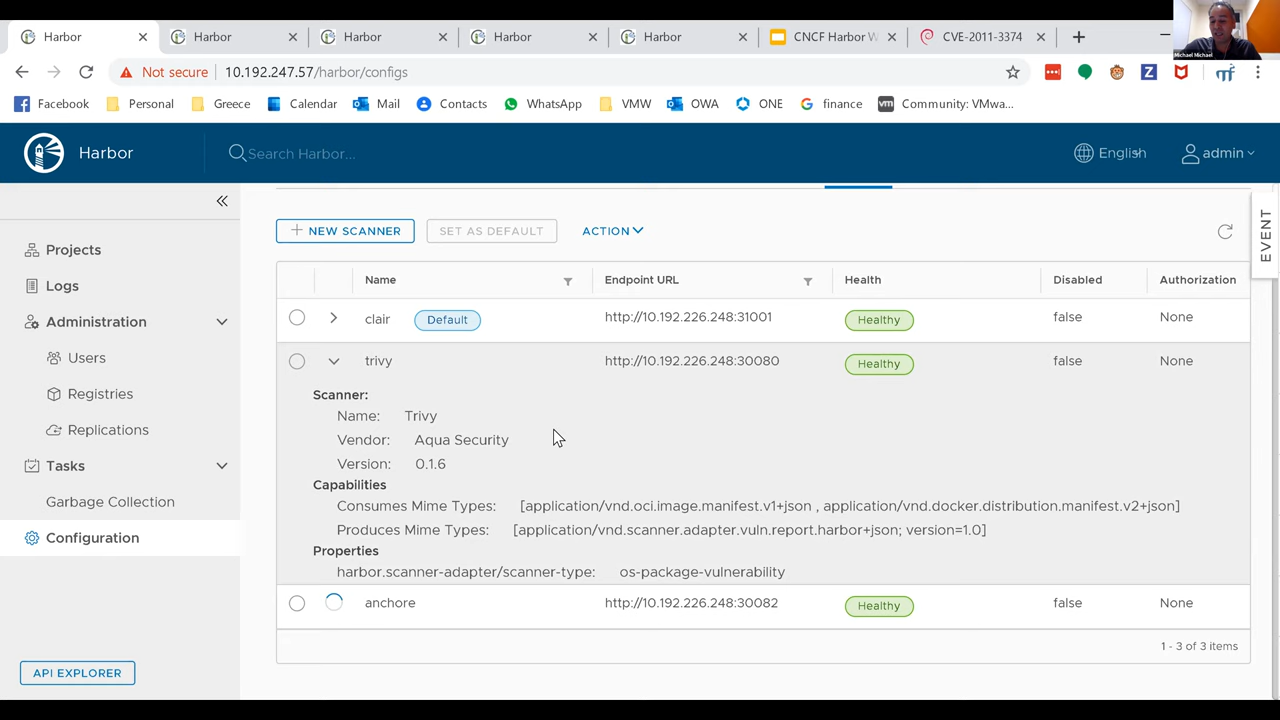 Harbor
Harbor
Harbor
Harbor
Harbor
CNCF Harbor W
CVE-2011-3374
Michael Michael
Not secure
10.192.247.57/harbor/configs
Facebook
Personal
Greece
Calendar
Mail
Contacts
WhatsApp
VMW
OWA
ONE
finance
Community: VMwa...
Harbor
Search Harbor...
English
admin
EVENT
Projects
Logs
Administration
Users
Registries
Replications
Tasks
Garbage Collection
Configuration
API EXPLORER
NEW SCANNER
SET AS DEFAULT
ACTION
Name Endpoint URL Health Disabled Authorization
clair Default http://10.192.226.248:31001 Healthy false None
trivy http://10.192.226.248:30080 Healthy false None
Scanner:
Name: Trivy
Vendor: Aqua Security
Version: 0.1.6
Capabilities
Consumes Mime Types: [application/vnd.oci.image.manifest.v1+json , application/vnd.docker.distribution.manifest.v2+json]
Produces Mime Types: [application/vnd.scanner.adapter.vuln.report.harbor+json; version=1.0]
Properties
harbor.scanner-adapter/scanner-type: os-package-vulnerability
anchore http://10.192.226.248:30082 Healthy false None
1 - 3 of 3 items